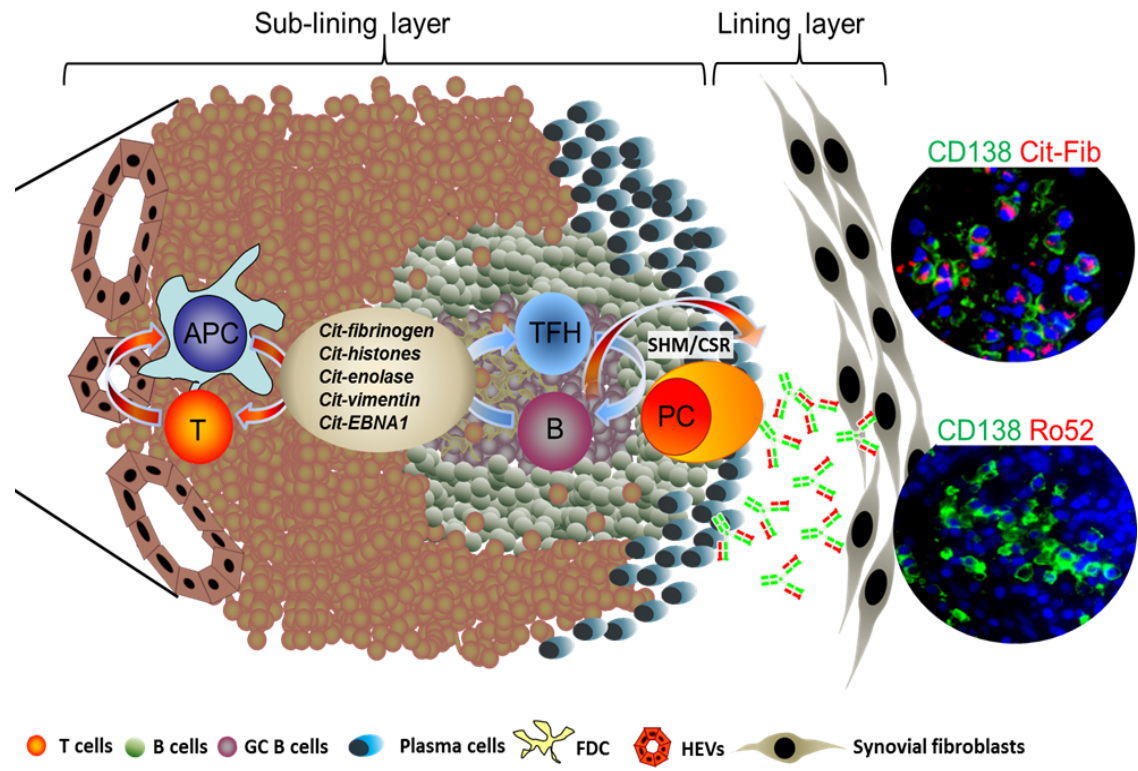 Sub-lining layer
Lining layer
CD138 Cit-Fib
APC
T
Cit-fibrinogen
Cit-histones
Cit-enolase
Cit-vimentin
Cit-EBNA1
TFH
B
SHM/CSR
PC
CD138 Ro52
T cells
B cells
GC B cells
Plasma cells
FDC
HEVs
Synovial fibroblasts